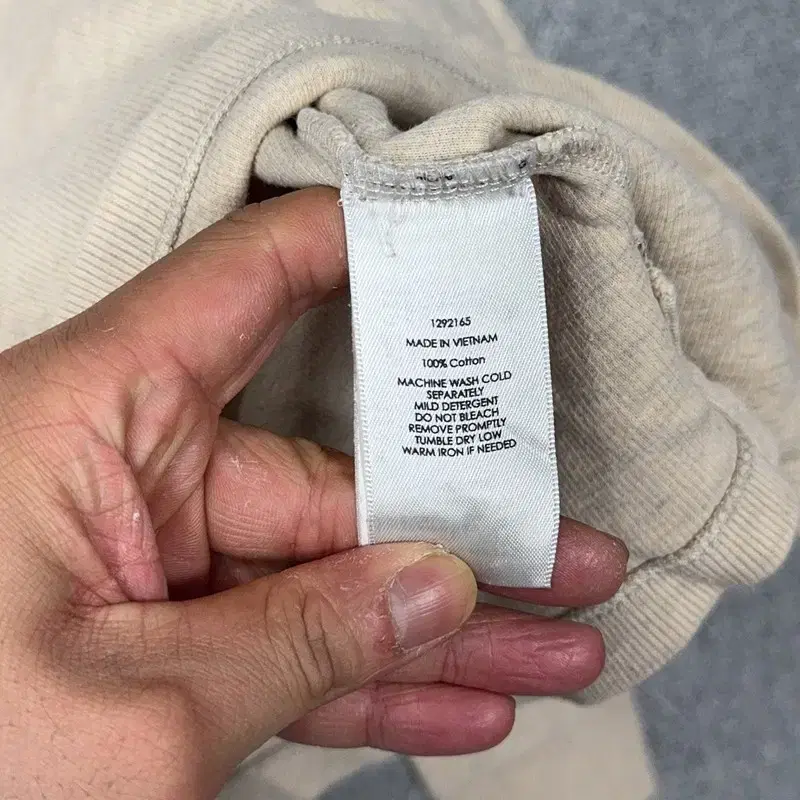 1292165
MADE IN VIETNAM
100% Cotton
MACHINE WASH COLD
SEPARATELY
MILD DETERGENT
DO NOT BLEACH
REMOVE PROMPTLY
TUMBLE DRY LOW
WARM IRON IF NEEDED